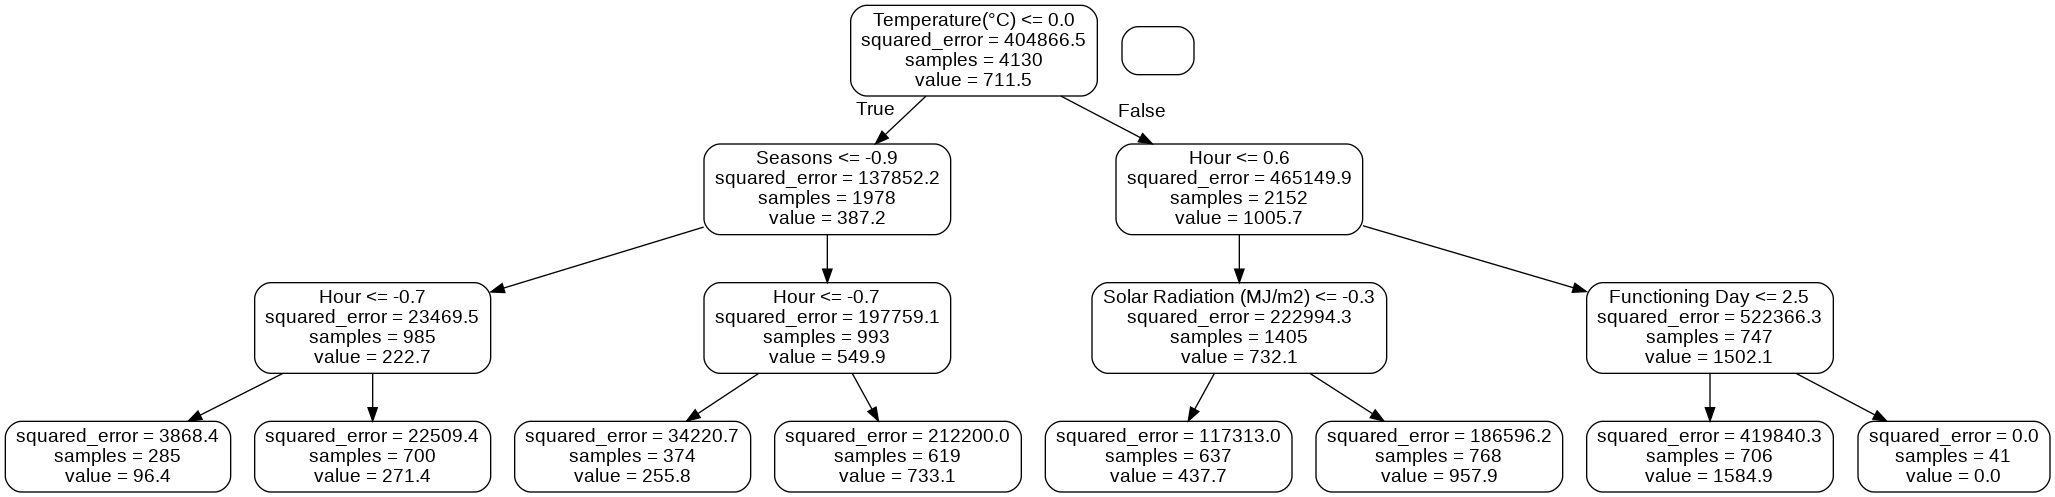 Temperature(°C) <= 0.0
squared_error = 404866.5
samples = 4130
value = 711.5
True
False
Seasons <= -0.9
squared_error = 137852.2
samples = 1978
value = 387.2
Hour <= 0.6
squared_error = 465149.9
samples = 2152
value = 1005.7
Hour <= -0.7
squared_error = 23469.5
samples = 985
value = 222.7
Hour <= -0.7
squared_error = 197759.1
samples = 993
value = 549.9
Solar Radiation (MJ/m2) <= -0.3
squared_error = 222994.3
samples = 1405
value = 732.1
Functioning Day <= 2.5
squared_error = 522366.3
samples = 747
value = 1502.1
squared_error = 3868.4
samples = 285
value = 96.4
squared_error = 22509.4
samples = 700
value = 271.4
squared_error = 34220.7
samples = 374
value = 255.8
squared_error = 212200.0
samples = 619
value = 733.1
squared_error = 117313.0
samples = 637
value = 437.7
squared_error = 186596.2
samples = 768
value = 957.9
squared_error = 419840.3
samples = 706
value = 1584.9
squared_error = 0.0
samples = 41
value = 0.0